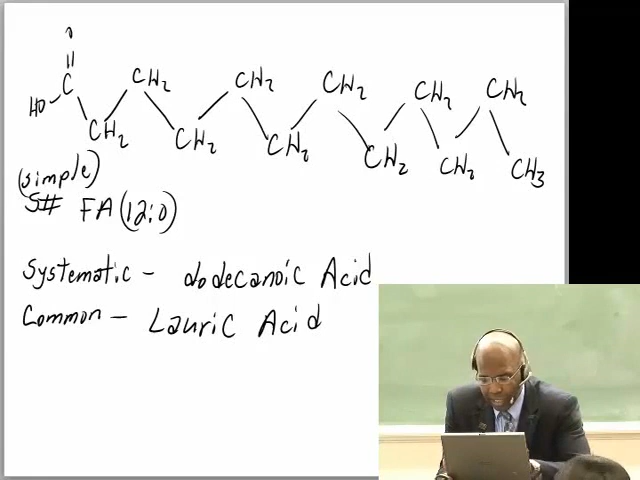 O
HO C CH2 CH2 CH2 CH2 CH2
CH2 CH2 CH2 CH2 CH2 CH3
(simple)
S# FA(12:0)
Systematic - dodecanoic Acid
Common - Lauric Acid